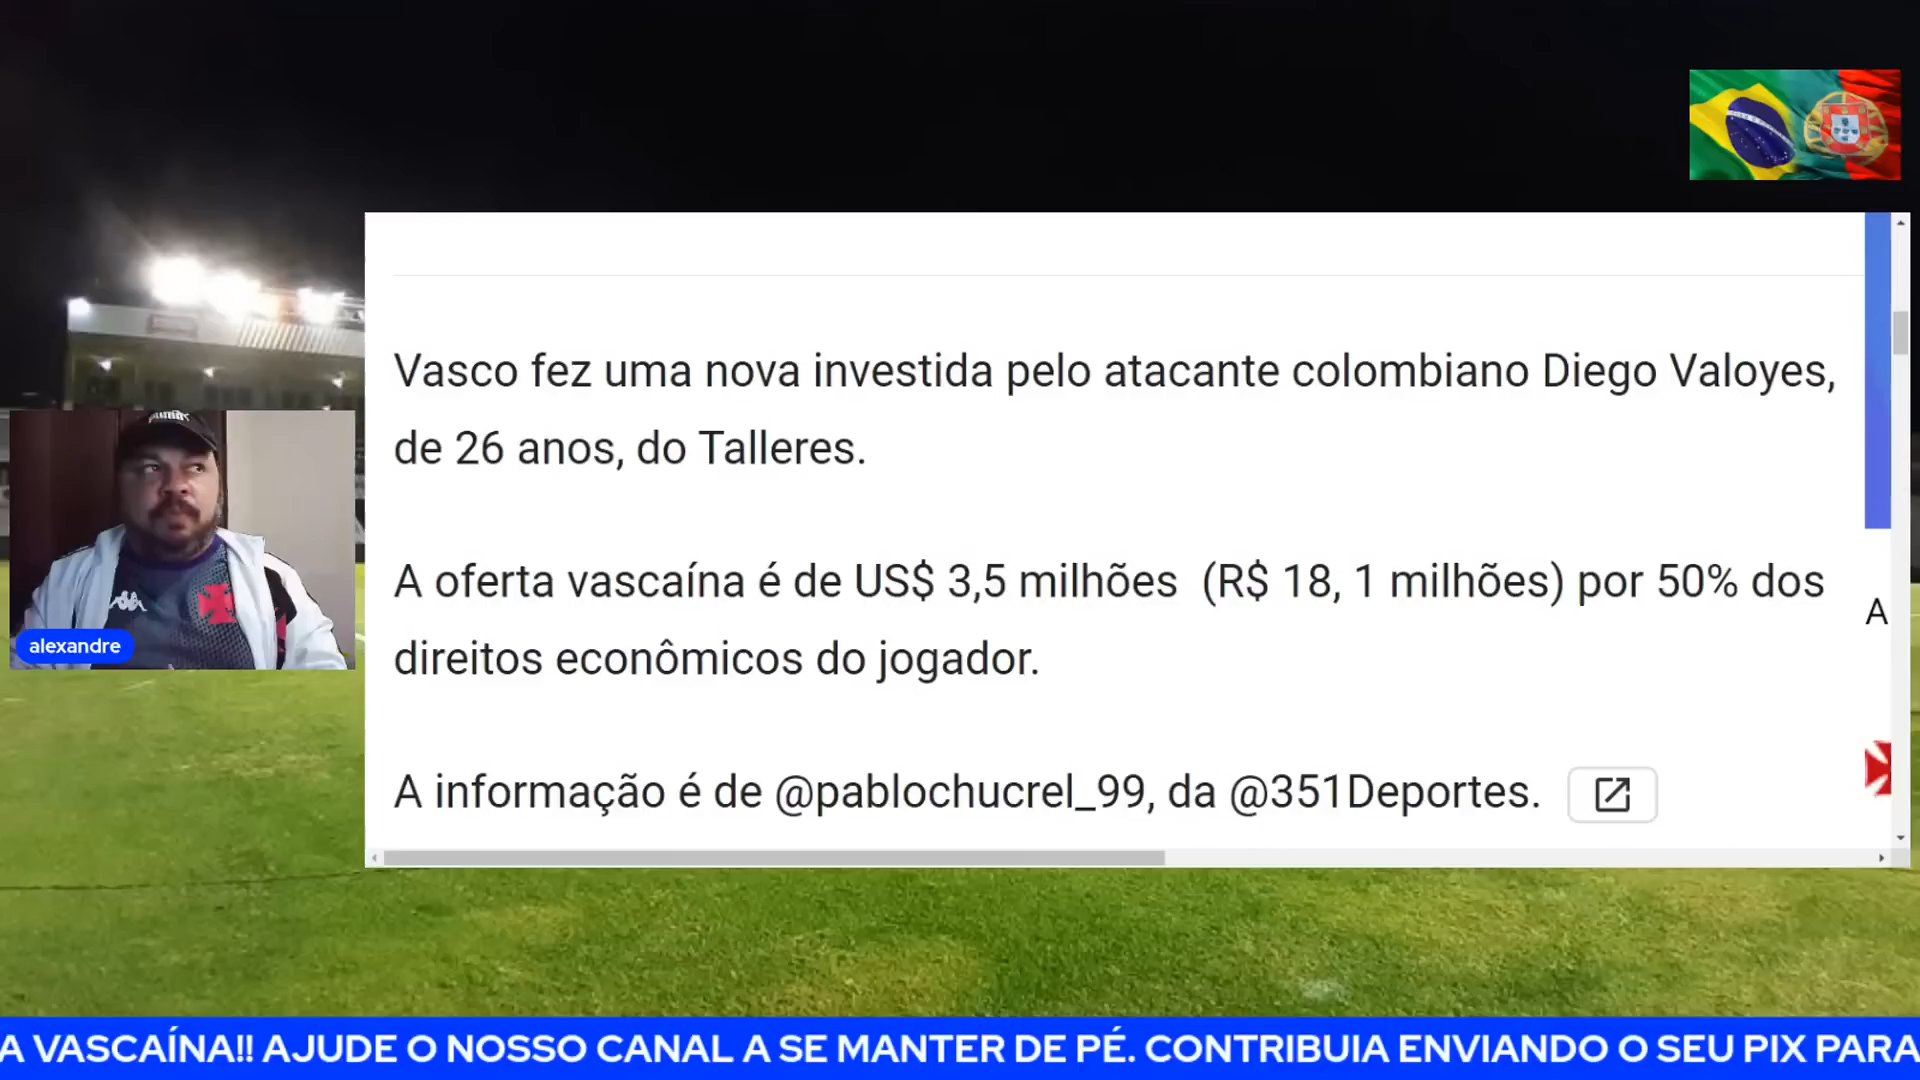 Vasco fez uma nova investida pelo atacante colombiano Diego Valoyes,
de 26 anos, do Talleres.
A oferta vascaína é de US$ 3,5 milhões (R$ 18, 1 milhões) por 50% dos
direitos econômicos do jogador.
A
A informação é de @pablochucrel_99, da @351Deportes.
alexandre
A VASCAÍNA!! AJUDE O NOSSO CANAL A SE MANTER DE PÉ. CONTRIBUIA ENVIANDO O SEU PIX PARA